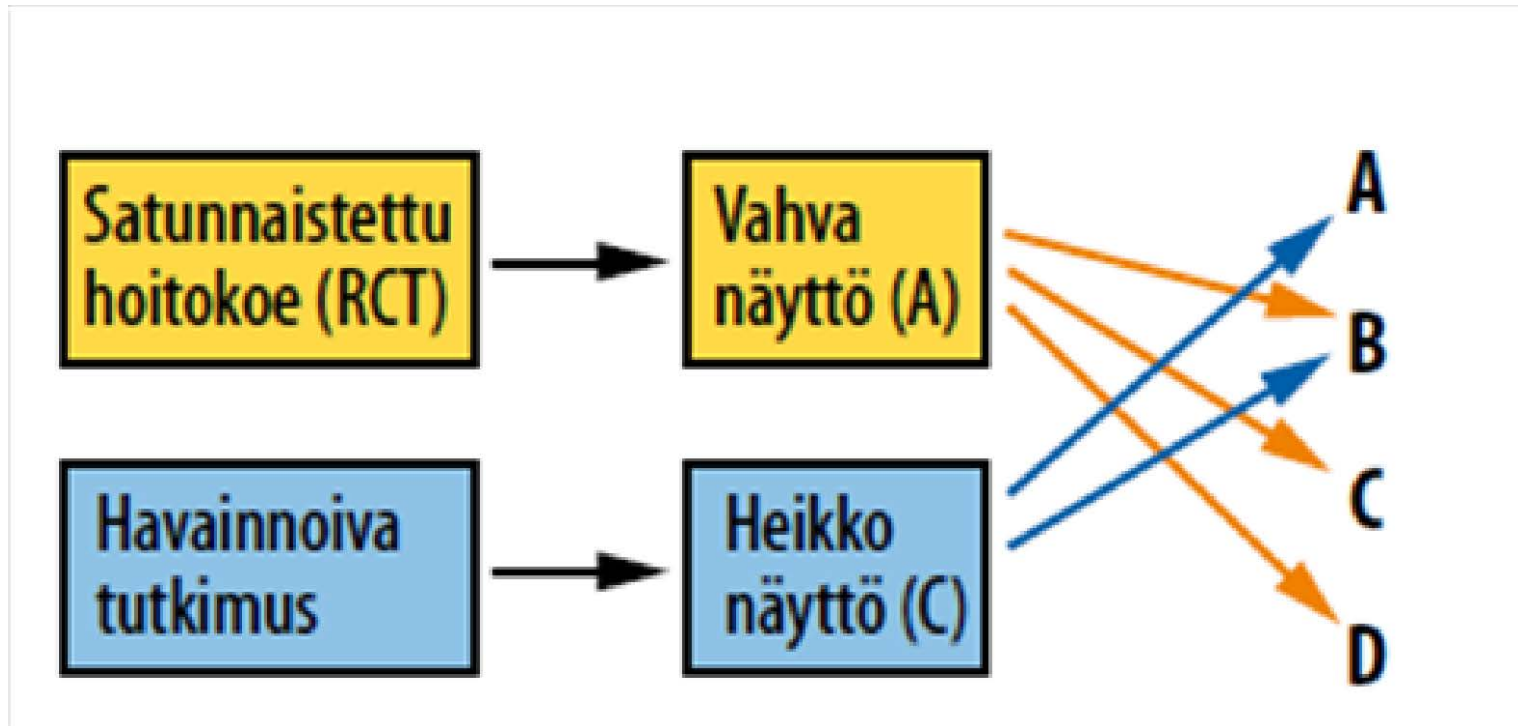 Satunnaistettu
hoitokoe (RCT)
Vahva
näyttö (A)
Havainnoiva
tutkimus
Heikko
näyttö (C)
A
B
C
D